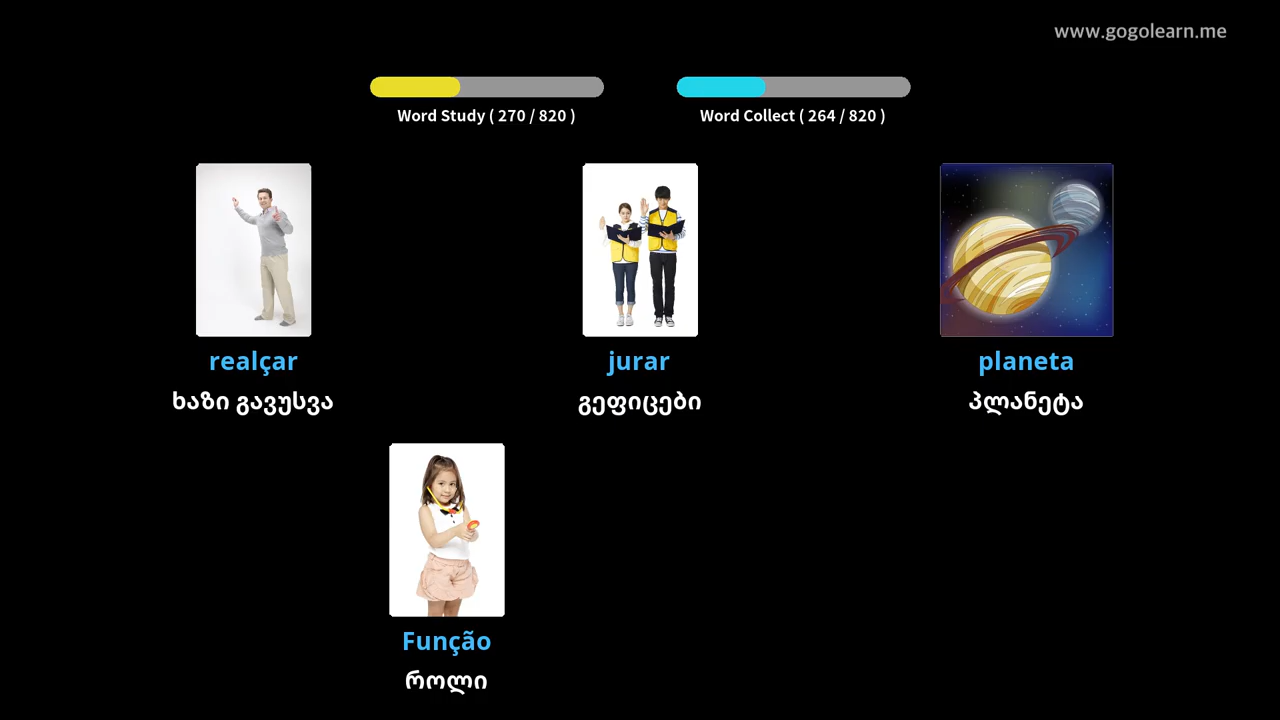 www.gogolearn.me
Word Study ( 270 / 820 )
Word Collect ( 264 / 820 )
realçar
ხაზი გავუსვა
jurar
გეფიცები
planeta
პლანეტა
Função
როლი